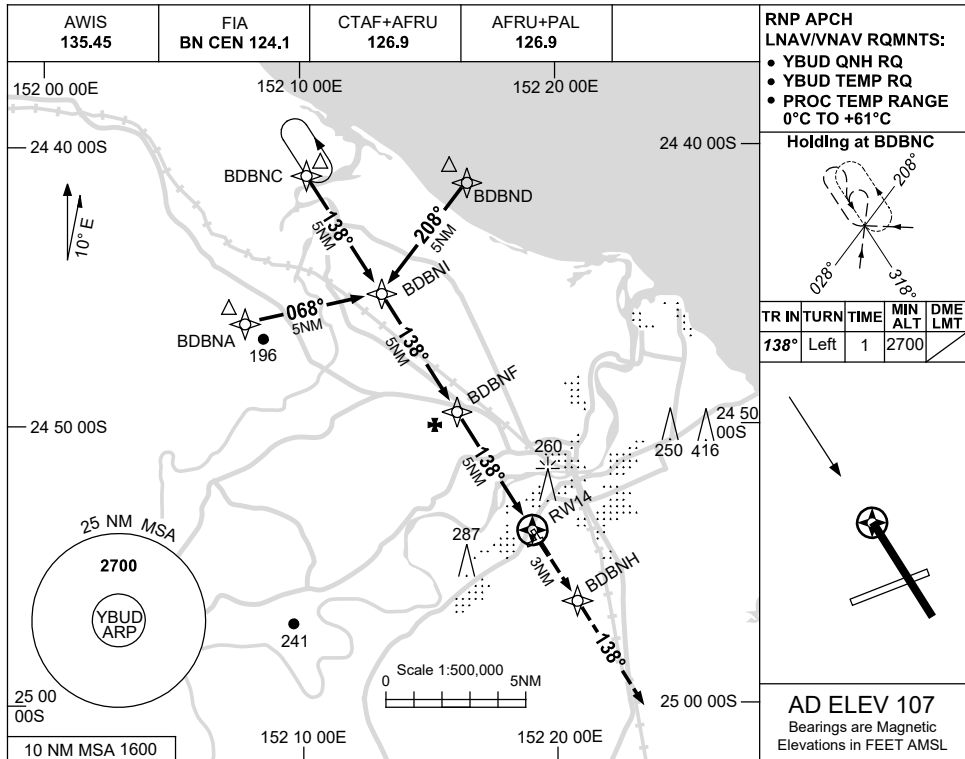 AWIS
135.45
FIA
BN CEN 124.1
CTAF+AFRU
126.9
AFRU+PAL
126.9
RNP APCH
LNAV/VNAV RQMNTS:
• YBUD QNH RQ
• YBUD TEMP RQ
• PROC TEMP RANGE
0°C TO +61°C
Holding at BDBNC
208°
028°
318°
TR IN TURN TIME MIN ALT DME LMT
138° Left 1 2700
152 00 00E
152 10 00E
152 20 00E
24 40 00S
24 40 00S
10° E
BDBNC
BDBND
138°
5NM
208°
5NM
BDBNI
068°
5NM
BDBNA
196
138°
5NM
BDBNF
24 50 00S
24 50
00S
250
416
260
138°
5NM
RW14
287
3NM
BDBNH
138°
25 NM MSA
2700
YBUD
ARP
241
Scale 1:500,000
0
5NM
25 00
00S
25 00 00S
152 10 00E
152 20 00E
10 NM MSA 1600
AD ELEV 107
Bearings are Magnetic
Elevations in FEET AMSL